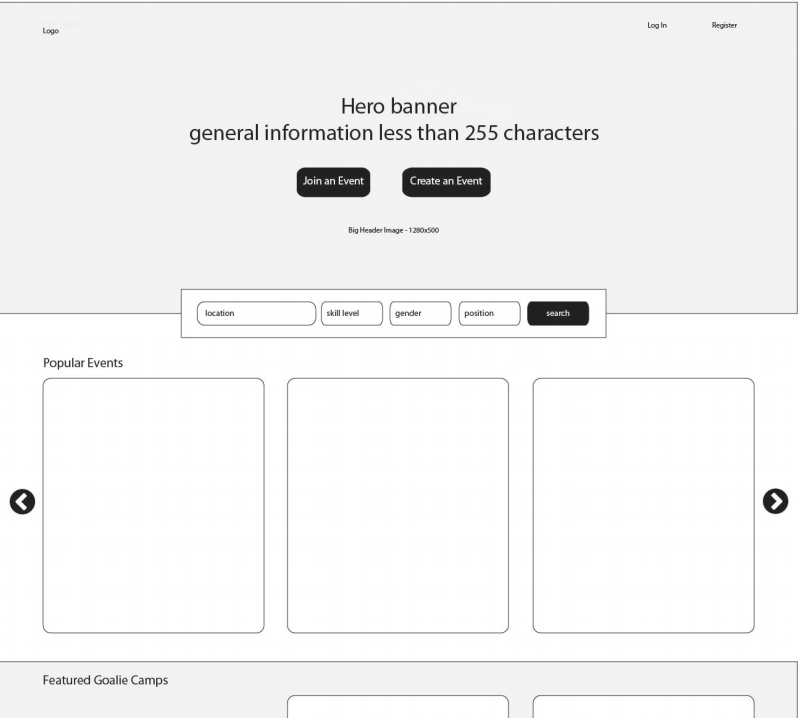 Logo
Log In
Register
Hero banner
general information less than 255 characters
Join an Event
Create an Event
Big Header Image - 1280x500
location
skill level
gender
position
search
Popular Events
Featured Goalie Camps